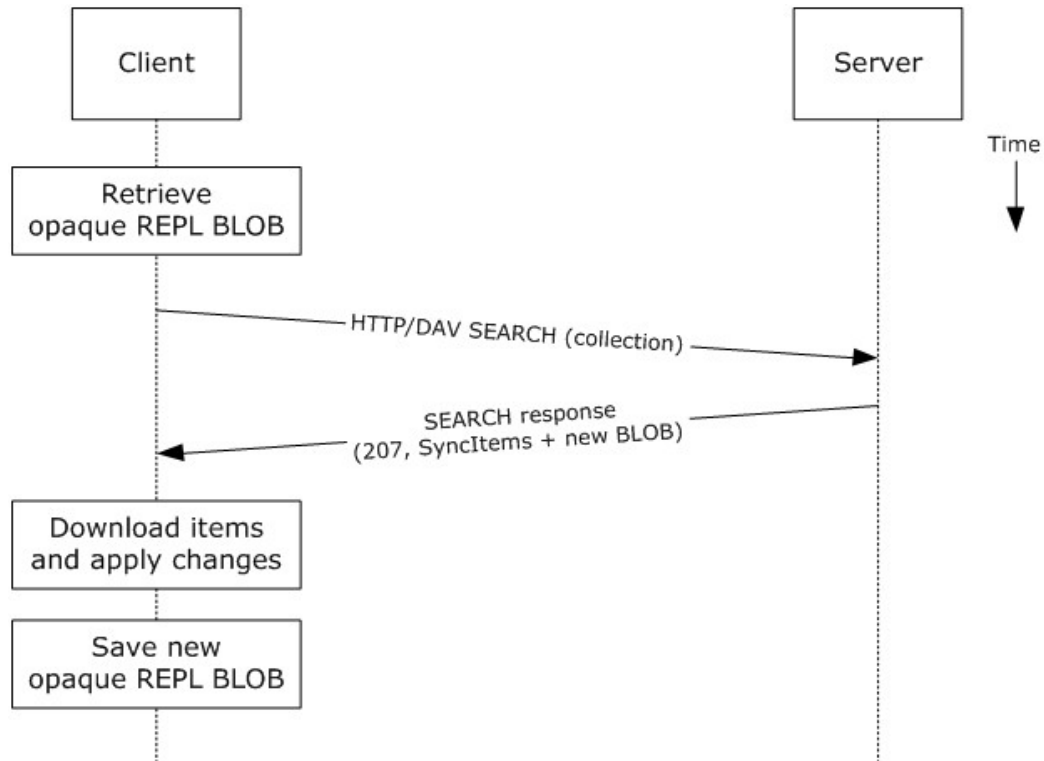 Client
Server
Time
Retrieve
opaque REPL BLOB
HTTP/DAV SEARCH (collection)
SEARCH response
(207, SyncItems + new BLOB)
Download items
and apply changes
Save new
opaque REPL BLOB